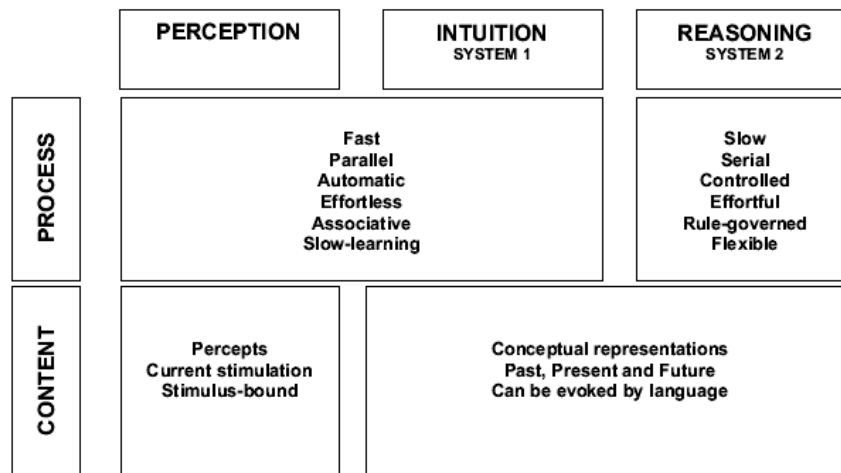 PERCEPTION
INTUITION
SYSTEM 1
REASONING
SYSTEM 2
PROCESS
Fast
Parallel
Automatic
Effortless
Associative
Slow-learning
Slow
Serial
Controlled
Effortful
Rule-governed
Flexible
CONTENT
Percepts
Current stimulation
Stimulus-bound
Conceptual representations
Past, Present and Future
Can be evoked by language